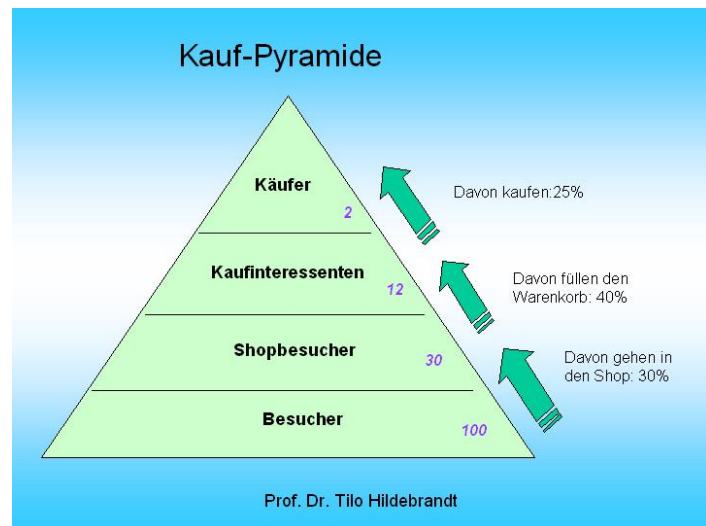 Kauf-Pyramide
Käufer
2
Davon kaufen:25%
Kaufinteressenten
12
Davon füllen den
Warenkorb: 40%
Shopbesucher
30
Davon gehen in
den Shop: 30%
Besucher
100
Prof. Dr. Tilo Hildebrandt